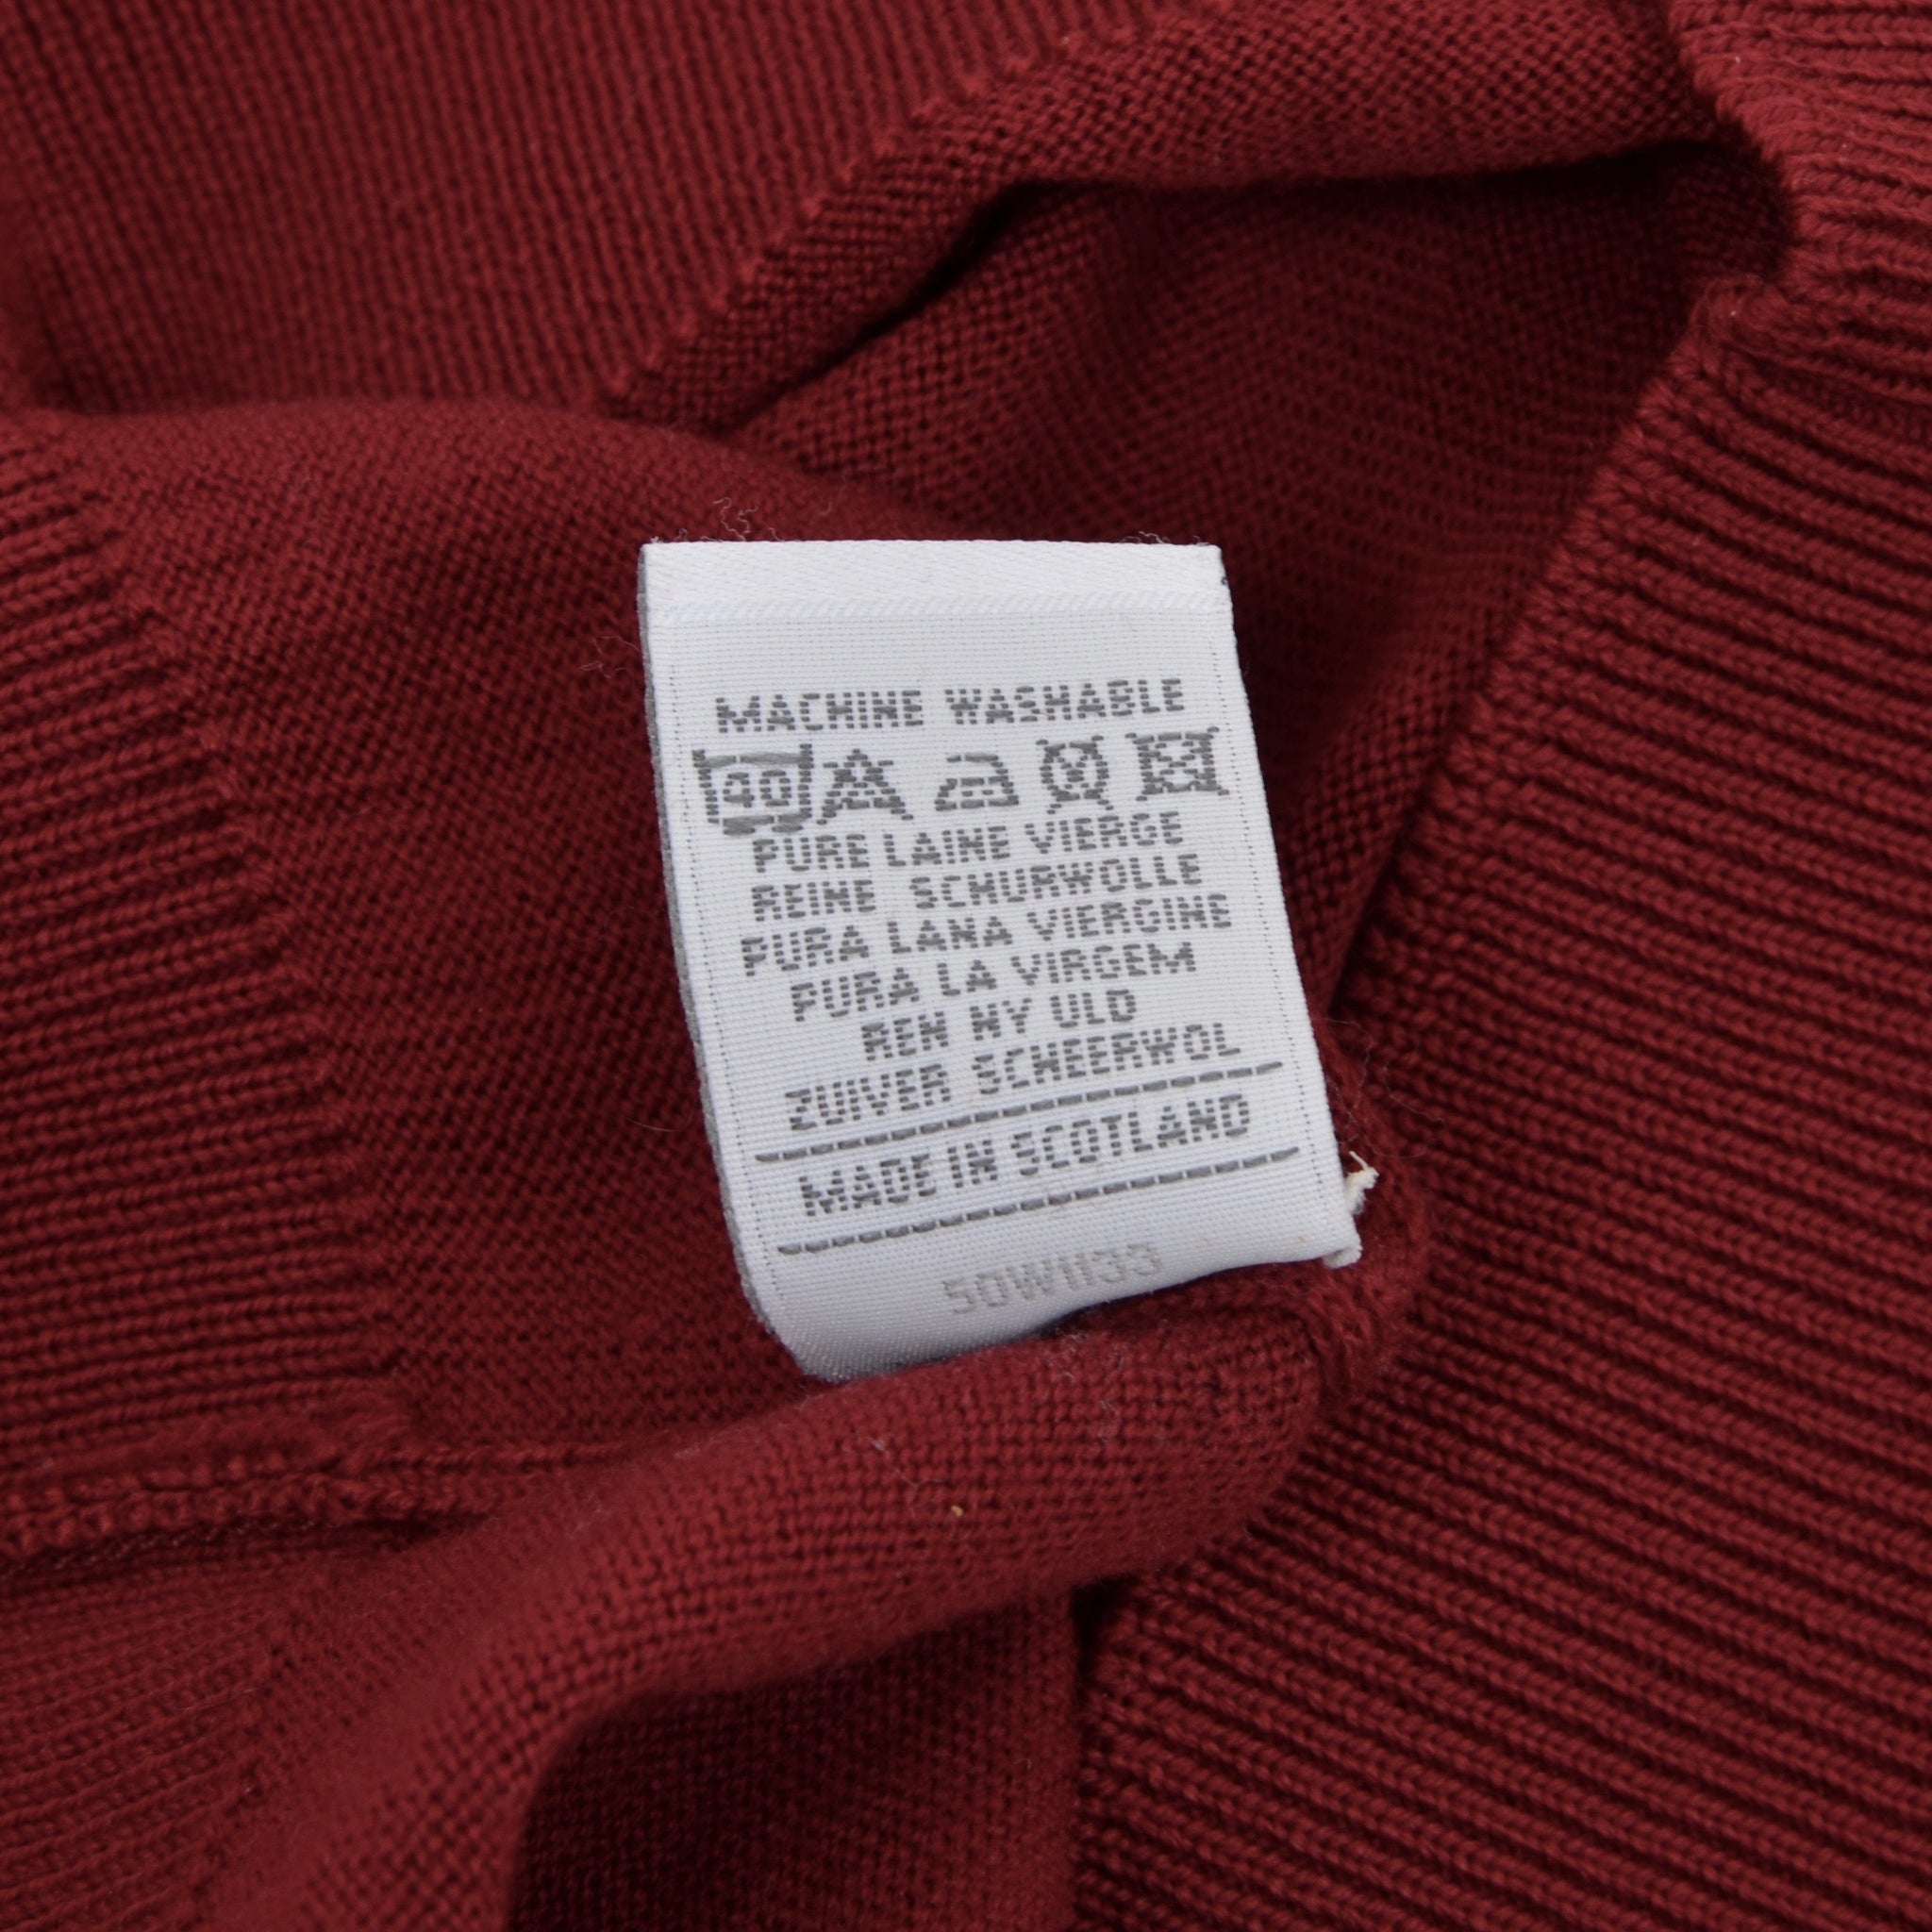 MACHINE WASHABLE
40
PURE LAINE VIERGE
REINE SCHURWOLLE
PURA LANA VIERGINE
PURA LA VIRGEM
REN NY ULD
ZUIVER SCHEERWOL
MADE IN SCOTLAND
50W1133